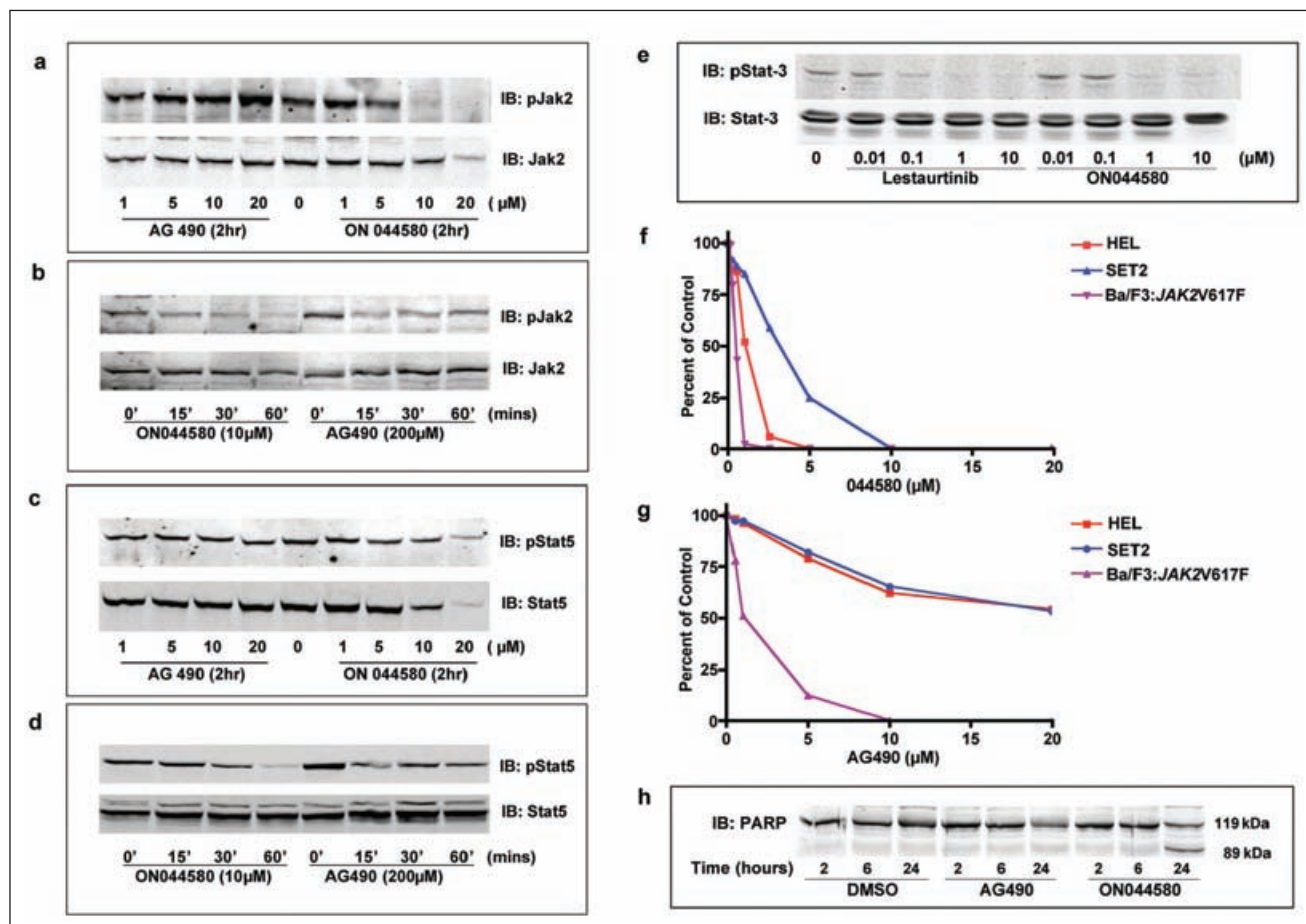 a
IB: pJak2
IB: Jak2
1 5 10 20 0 1 5 10 20 ( µM)
AG 490 (2hr) ON 044580 (2hr)
b
IB: pJak2
IB: Jak2
0' 15' 30' 60' 0' 15' 30' 60' (mins)
ON044580 (10µM) AG490 (200µM)
c
IB: pStat5
IB: Stat5
1 5 10 20 0 1 5 10 20 ( µM)
AG 490 (2hr) ON 044580 (2hr)
d
IB: pStat5
IB: Stat5
0' 15' 30' 60' 0' 15' 30' 60' (mins)
ON044580 (10µM) AG490 (200µM)
e
IB: pStat-3
IB: Stat-3
0 0.01 0.1 1 10 0.01 0.1 1 10 (µM)
Lestaurtinib ON044580
f
HEL
SET2
Ba/F3:JAK2V617F
Percent of Control
100
75
50
25
0
0 5 10 15 20
044580 (µM)
g
HEL
SET2
Ba/F3:JAK2V617F
Percent of Control
100
75
50
25
0
0 5 10 15 20
AG490 (µM)
h
IB: PARP
119 kDa
89 kDa
Time (hours) 2 6 24 2 6 24 2 6 24
DMSO AG490 ON044580